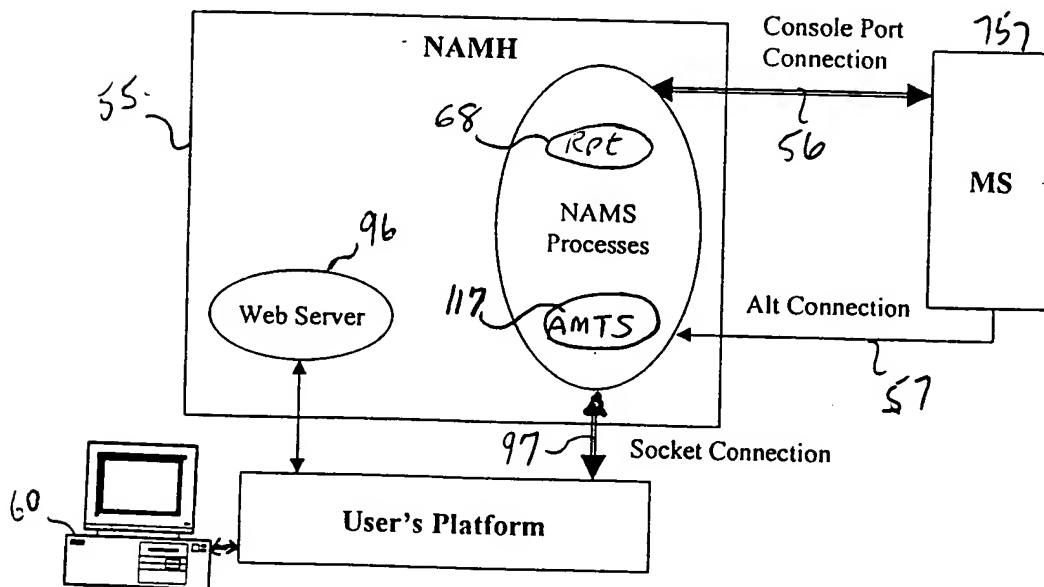 NAMH
Console Port
Connection
757
55
68
Rpt
56
MS
NAMS
Processes
96
Web Server
117
AMTS
Alt Connection
57
97
Socket Connection
60
User's Platform